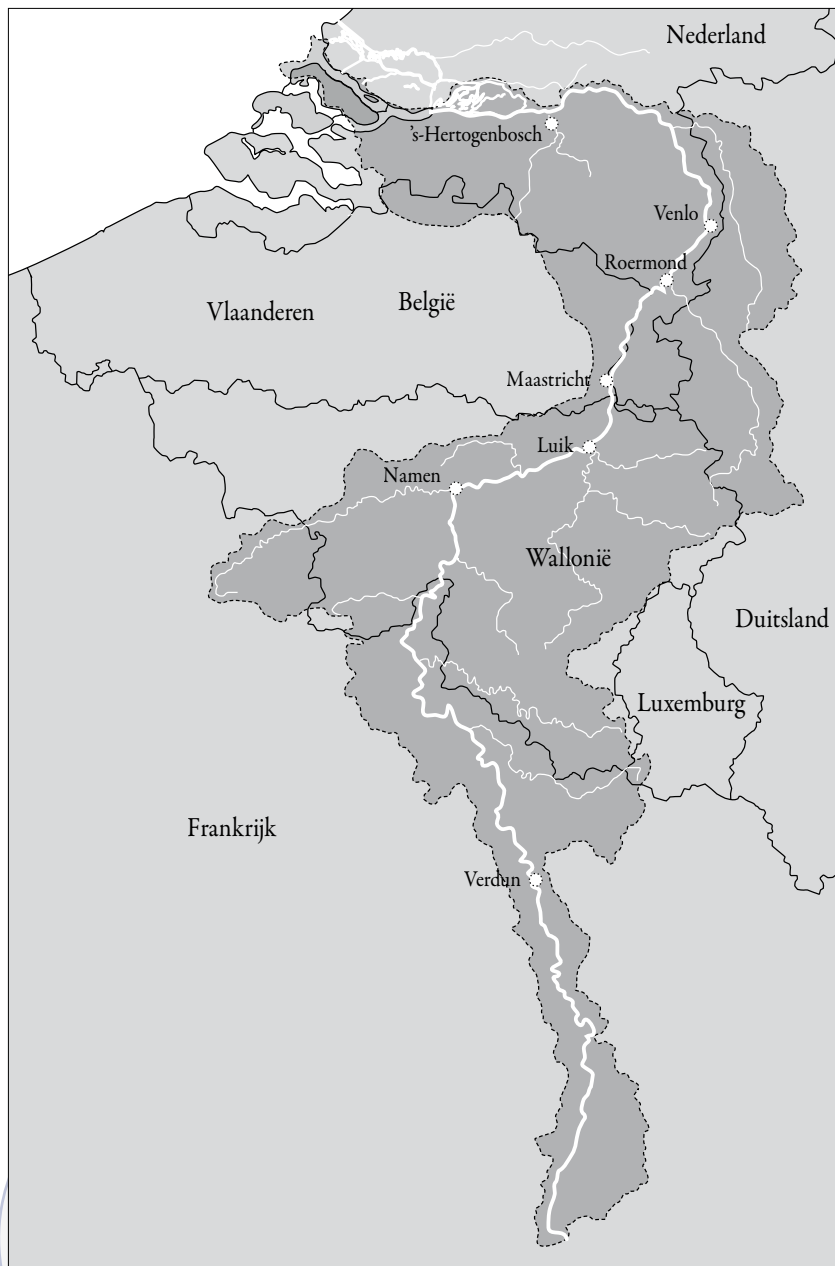 Nederland
's-Hertogenbosch
Venlo
Roermond
België
Vlaanderen
Maastricht
Luik
Namen
Wallonië
Duitsland
Luxemburg
Frankrijk
Verdun